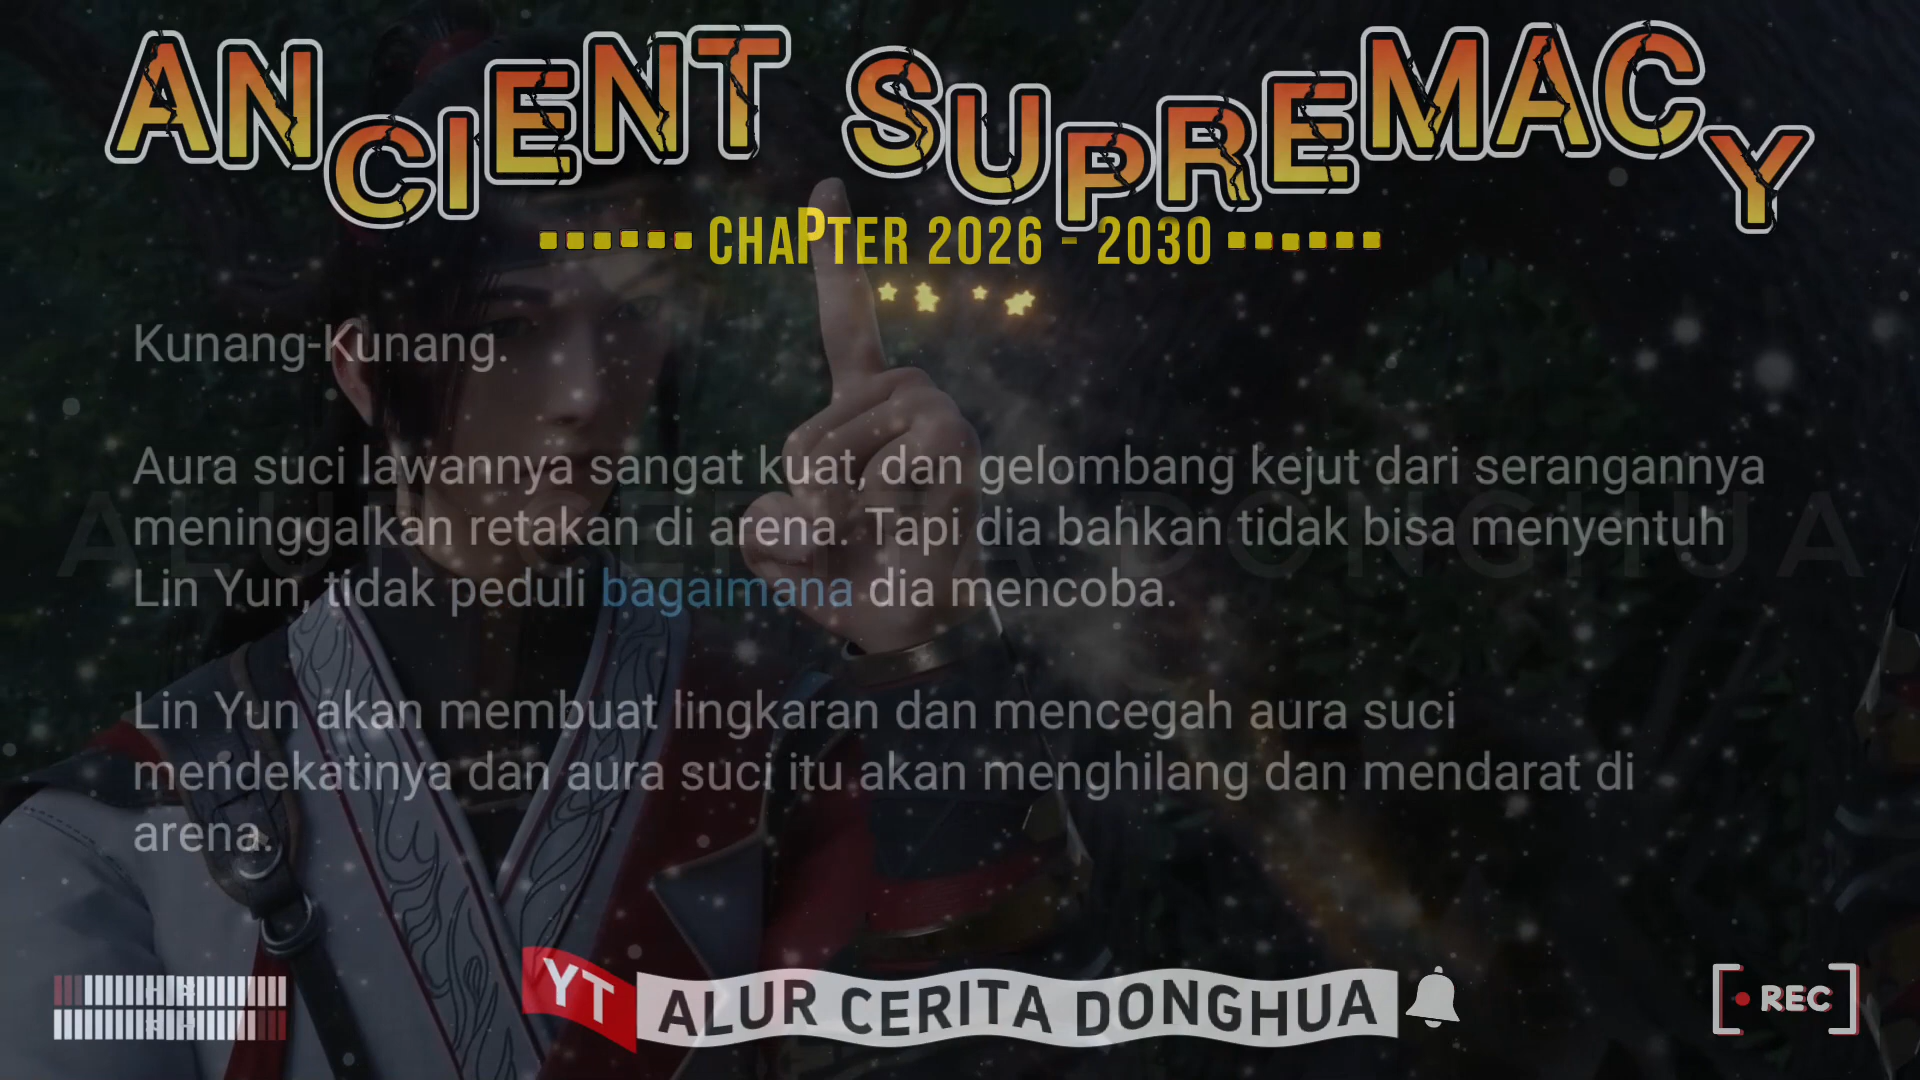 ANCIENT SUPREMACY
CHAPTER 2026 - 2030
Kunang-Kunang.
Aura suci lawannya sangat kuat, dan gelombang kejut dari serangannya
meninggalkan retakan di arena. Tapi dia bahkan tidak bisa menyentuh
ALUR CERITA DONGHUA
Lin Yun, tidak peduli bagaimana dia mencoba.
Lin Yun akan membuat lingkaran dan mencegah aura suci
mendekatinya dan aura suci itu akan menghilang dan mendarat di
arena.
YT ALUR CERITA DONGHUA
REC